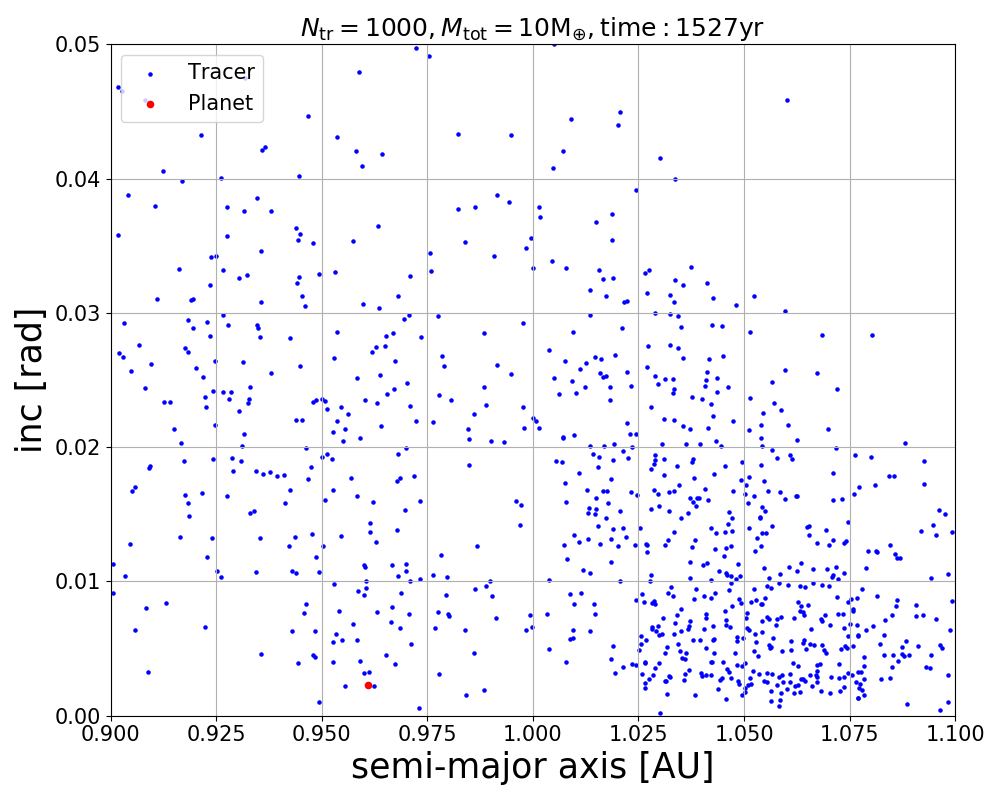 N_tr = 1000, M_tot = 10M_⊕, time : 1527yr
Tracer
Planet
0.05
0.04
0.03
0.02
0.01
0.00
inc [rad]
0.900 0.925 0.950 0.975 1.000 1.025 1.050 1.075 1.100
semi-major axis [AU]